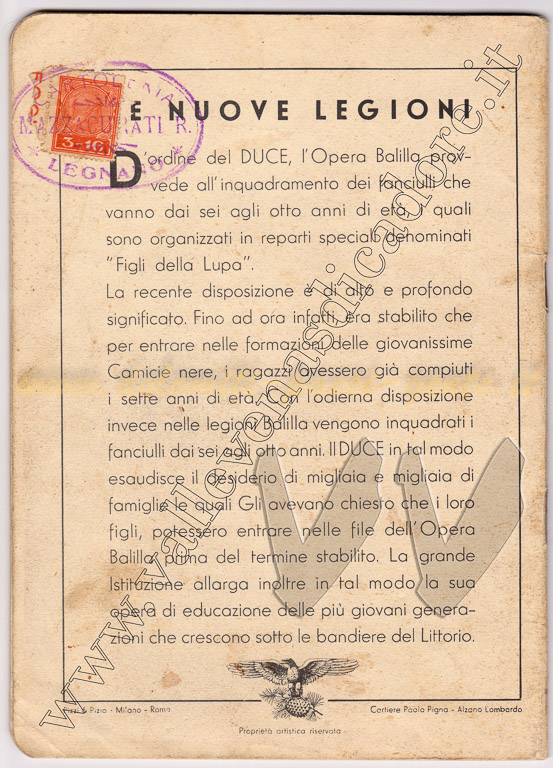 LE NUOVE LEGIONI
MAZZACURATI R.
LEGNANO
D'ordine del DUCE, l'Opera Balilla prov-
vede all'inquadramento dei fanciulli che
vanno dai sei agli otto anni di età, i quali
sono organizzati in reparti speciali denominati
"Figli della Lupa".
La recente disposizione è di alto e profondo
significato. Fino ad ora infatti, era stabilito che
per entrare nelle formazioni delle giovanissime
Camicie nere, i ragazzi avessero già compiuti
i sette anni di età. Con l'odierna disposizione
invece nelle legioni Balilla vengono inquadrati i
fanciulli dai sei agli otto anni. Il DUCE in tal modo
esaudisce il desiderio di migliaia e migliaia di
famiglie le quali Gli avevano chiesto che i loro
figli, potessero entrare nelle file dell'Opera
Balilla prima del termine stabilito. La grande
Istituzione allarga inoltre in tal modo la sua
opera di educazione delle più giovani genera-
zioni che crescono sotto le bandiere del Littorio.
Pizzi & Pizio - Milano - Roma
Cartiere Paolo Pigna - Alzano Lombardo
Proprietà artistica riservata
www.vallevenasdicadore.it
VV